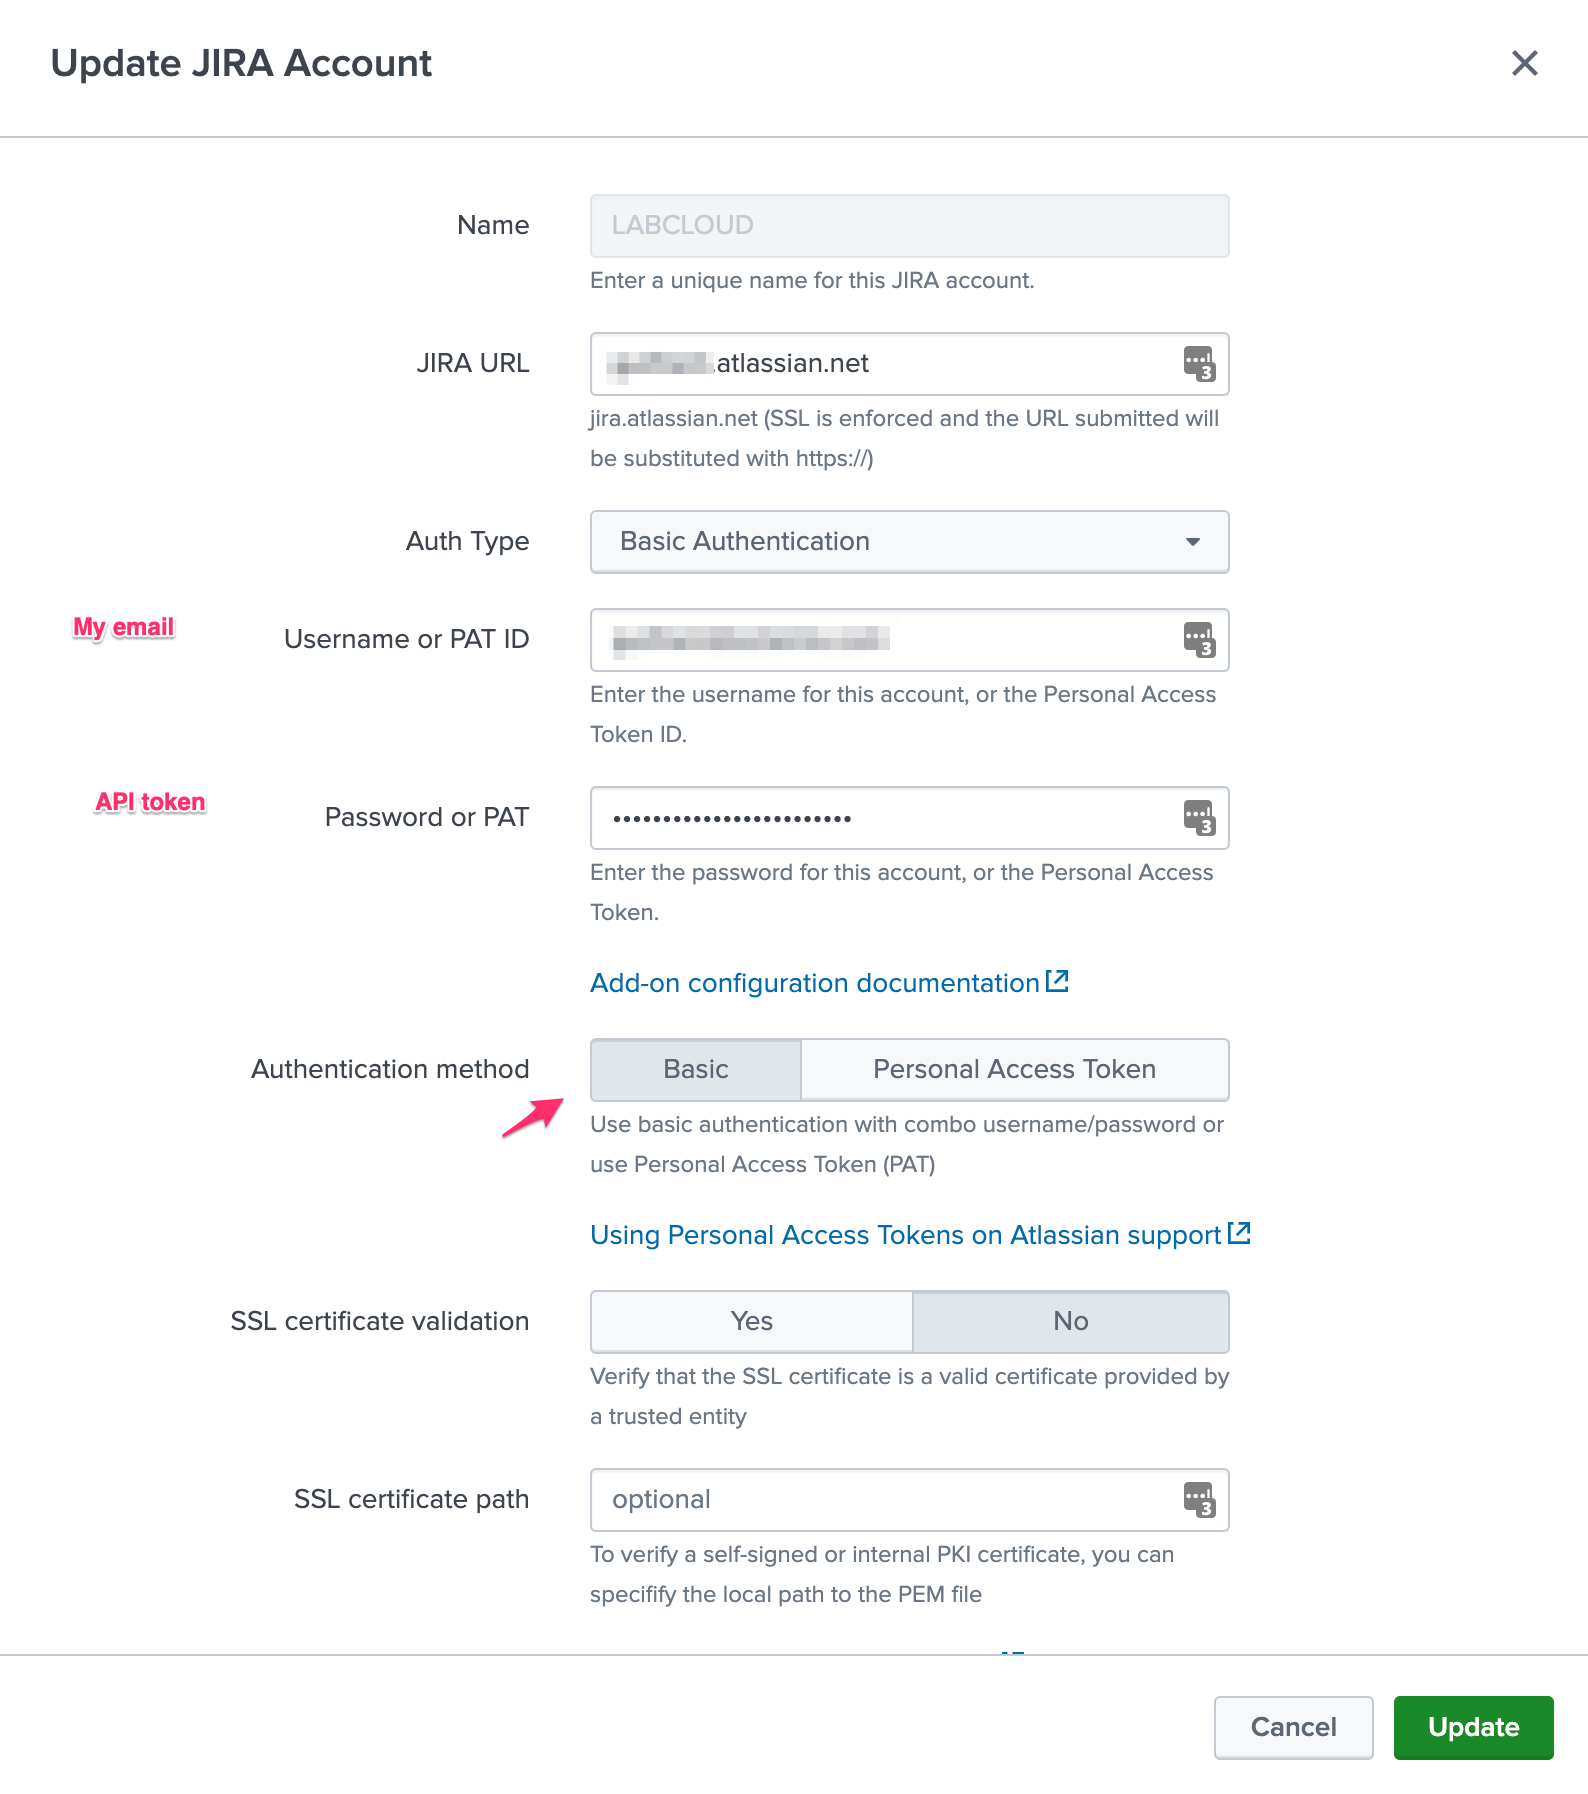 Update JIRA Account
Name
LABCLOUD
Enter a unique name for this JIRA account.
JIRA URL
.atlassian.net
3
jira.atlassian.net (SSL is enforced and the URL submitted will
be substituted with https://)
Auth Type
Basic Authentication
My email
Username or PAT ID
3
Enter the username for this account, or the Personal Access
Token ID.
API token
Password or PAT
••••••••••••••••••••••••
3
Enter the password for this account, or the Personal Access
Token.
Add-on configuration documentation
Authentication method
Basic
Personal Access Token
Use basic authentication with combo username/password or
use Personal Access Token (PAT)
Using Personal Access Tokens on Atlassian support
SSL certificate validation
Yes
No
Verify that the SSL certificate is a valid certificate provided by
a trusted entity
SSL certificate path
optional
3
To verify a self-signed or internal PKI certificate, you can
specifify the local path to the PEM file
Cancel
Update